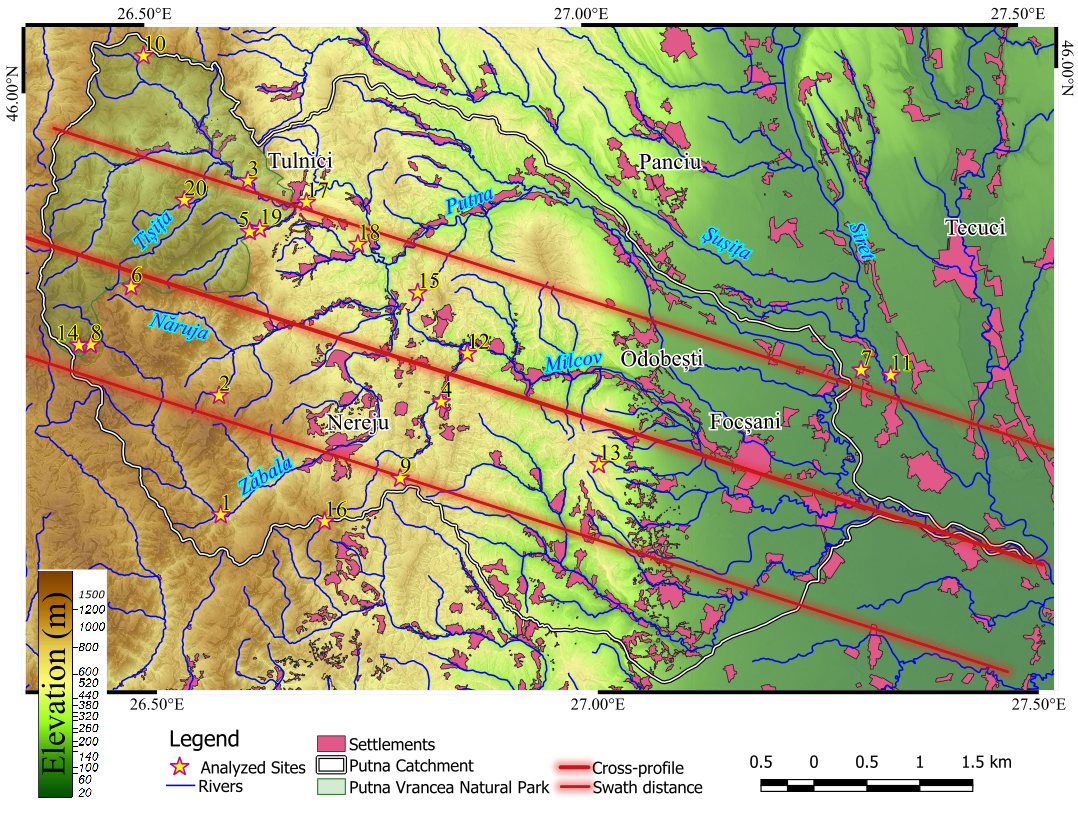 26.50°E 27.00°E 27.50°E
46.00°N
46.00°N
10
Tulnici
Panciu
3
20
17
Putna
Tișița
5 19
18
Șușița
Siret
Tecuci
6
15
Năruja
14 8
12
Milcov
Odobești
7
11
2
4
Nereju
Focșani
Zăbala
9
13
1
16
Elevation (m)
1500
1200
1000
800
600
520
440
380
320
260
200
140
100
60
20
26.50°E 27.00°E 27.50°E
Legend
Analyzed Sites
Rivers
Settlements
Putna Catchment
Putna Vrancea Natural Park
Cross-profile
Swath distance
0.5 0 0.5 1 1.5 km